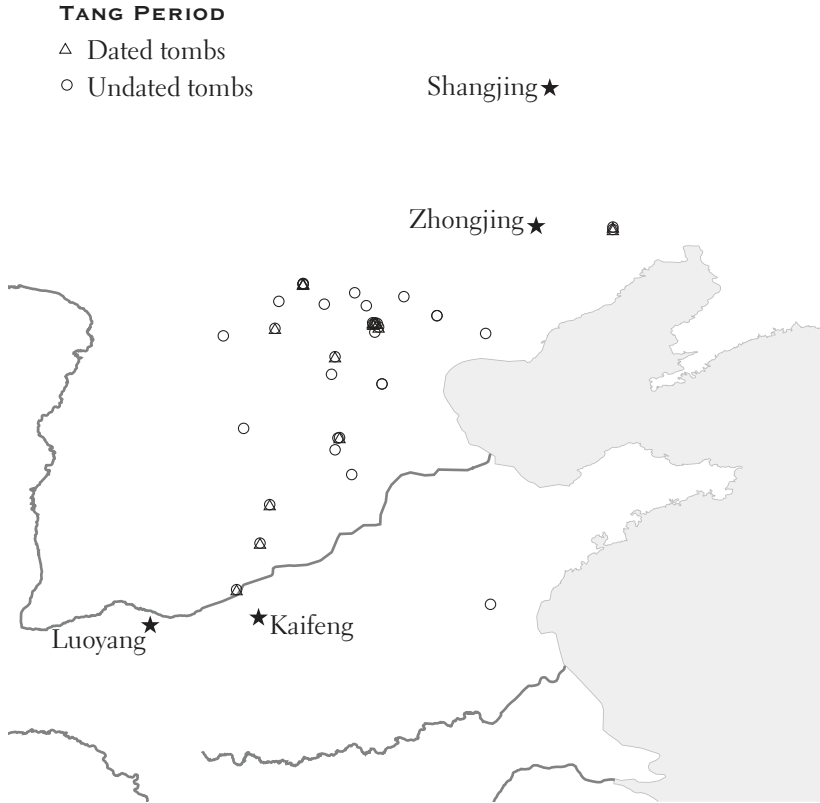 TANG PERIOD
Dated tombs
Undated tombs
Shangjing
Zhongjing
Kaifeng
Luoyang